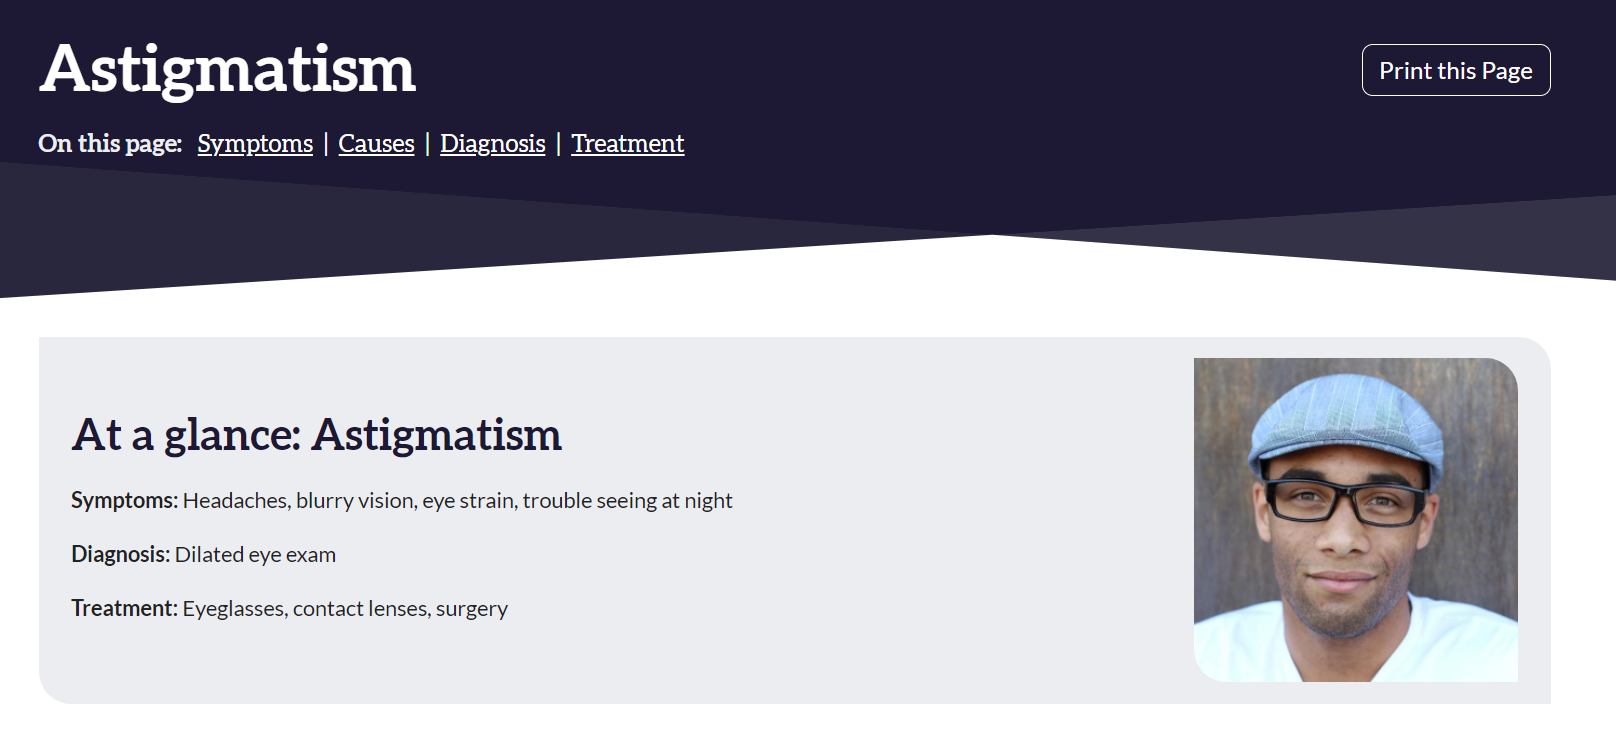 Astigmatism
Print this Page
On this page: Symptoms | Causes | Diagnosis | Treatment
At a glance: Astigmatism
Symptoms: Headaches, blurry vision, eye strain, trouble seeing at night
Diagnosis: Dilated eye exam
Treatment: Eyeglasses, contact lenses, surgery